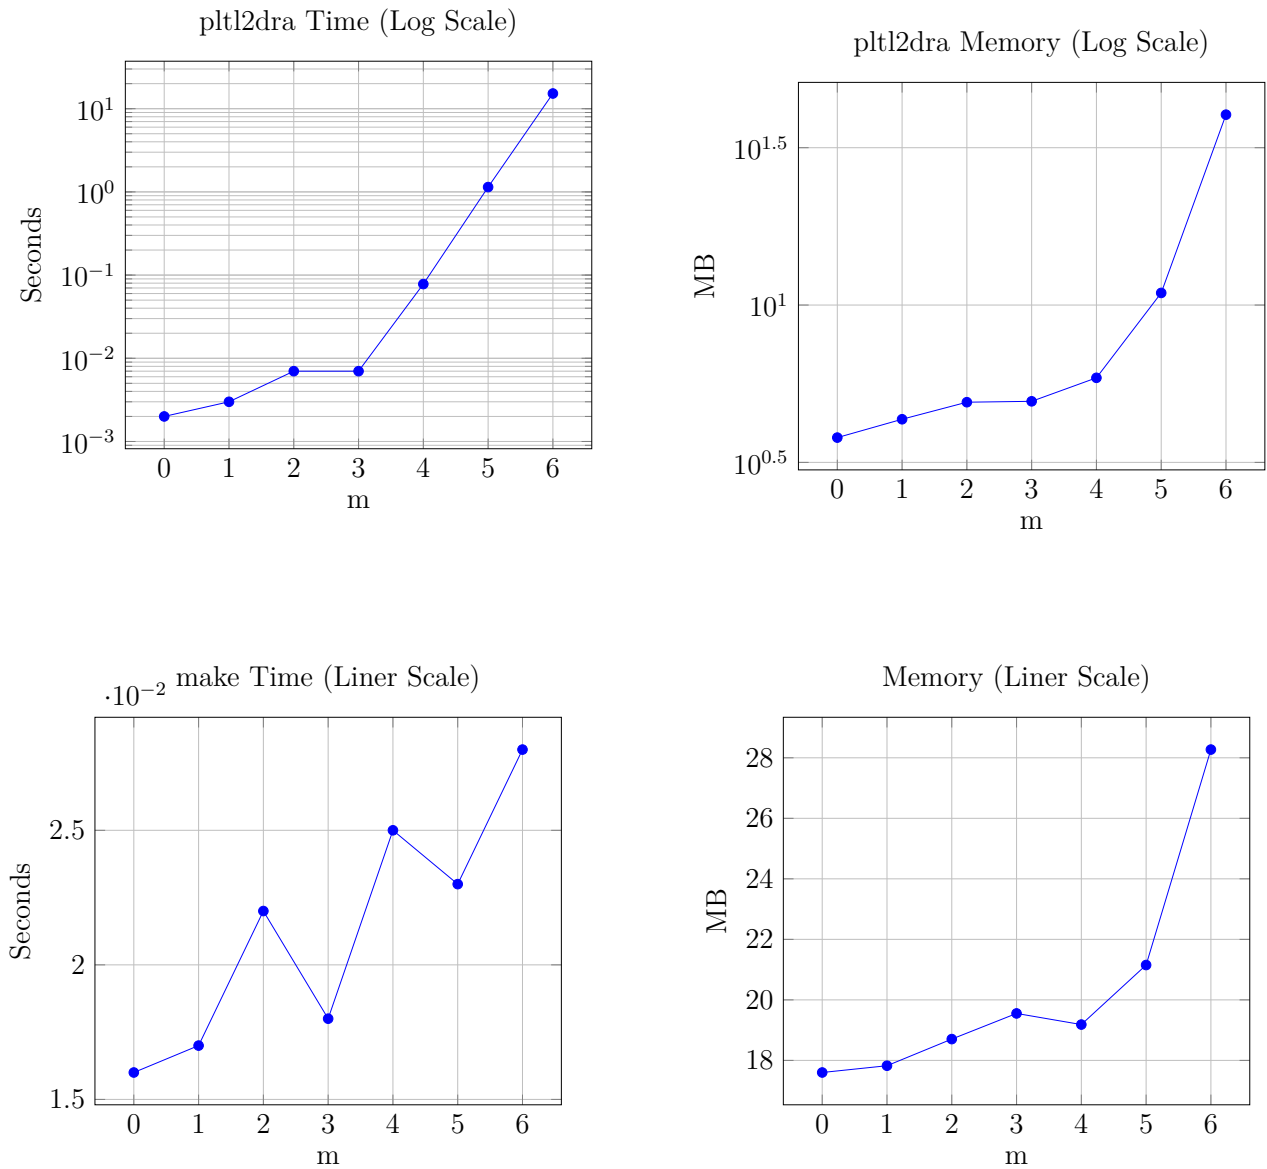 pltl2dra Time (Log Scale)
Seconds
10^1
10^0
10^−1
10^−2
10^−3
0 1 2 3 4 5 6
m
pltl2dra Memory (Log Scale)
MB
10^1.5
10^1
10^0.5
0 1 2 3 4 5 6
m
make Time (Liner Scale)
·10^−2
Seconds
2.5
2
1.5
0 1 2 3 4 5 6
m
Memory (Liner Scale)
MB
28
26
24
22
20
18
0 1 2 3 4 5 6
m